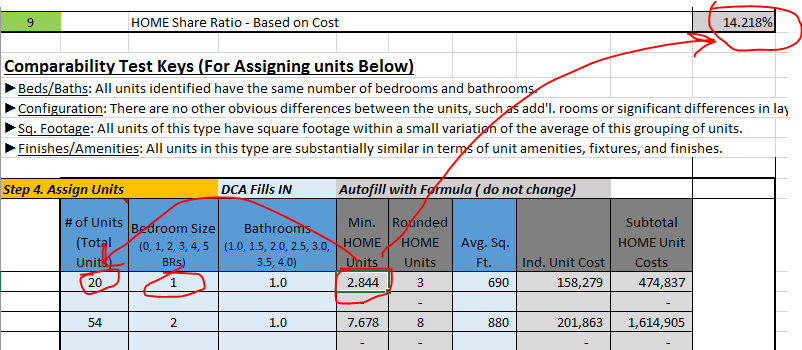 9 HOME Share Ratio - Based on Cost 14.218%
Comparability Test Keys (For Assigning units Below)
►Beds/Baths: All units identified have the same number of bedrooms and bathrooms.
►Configuration: There are no other obvious differences between the units, such as add'l. rooms or significant differences in lay
►Sq. Footage: All units of this type have square footage within a small variation of the average of this grouping of units.
►Finishes/Amenities: All units in this type are substantially similar in terms of unit amenities, fixtures, and finishes.
Step 4. Assign Units DCA Fills IN Autofill with Formula ( do not change)
# of Units Min. Rounded Subtotal
(Total Bedroom Size Bathrooms HOME HOME Avg. Sq. HOME Unit
Units) (0, 1, 2, 3, 4, 5 (1.0, 1.5, 2.0, 2.5, 3.0, Units Units Ft. Ind. Unit Cost Costs
BRs) 3.5, 4.0)
20 1 1.0 2.844 3 690 158,279 474,837
- -
54 2 1.0 7.678 8 880 201,863 1,614,905
- - - -